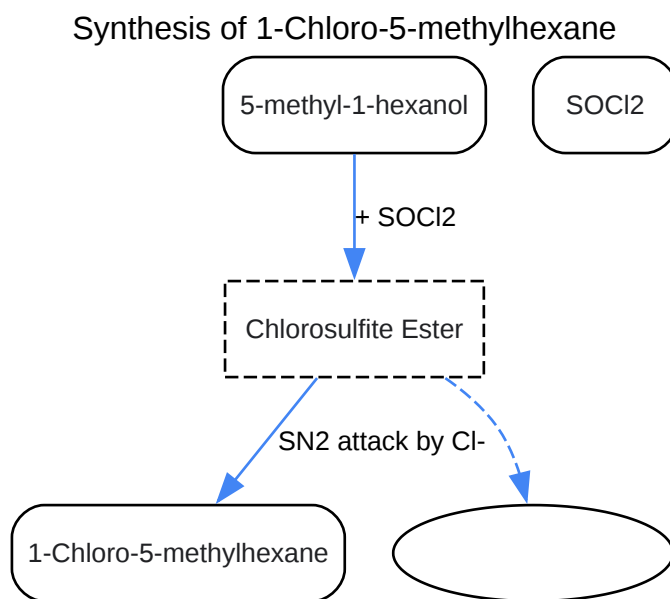 Synthesis of 1-Chloro-5-methylhexane
5-methyl-1-hexanol
SOCl2
+ SOCl2
Chlorosulfite Ester
SN2 attack by Cl-
1-Chloro-5-methylhexane